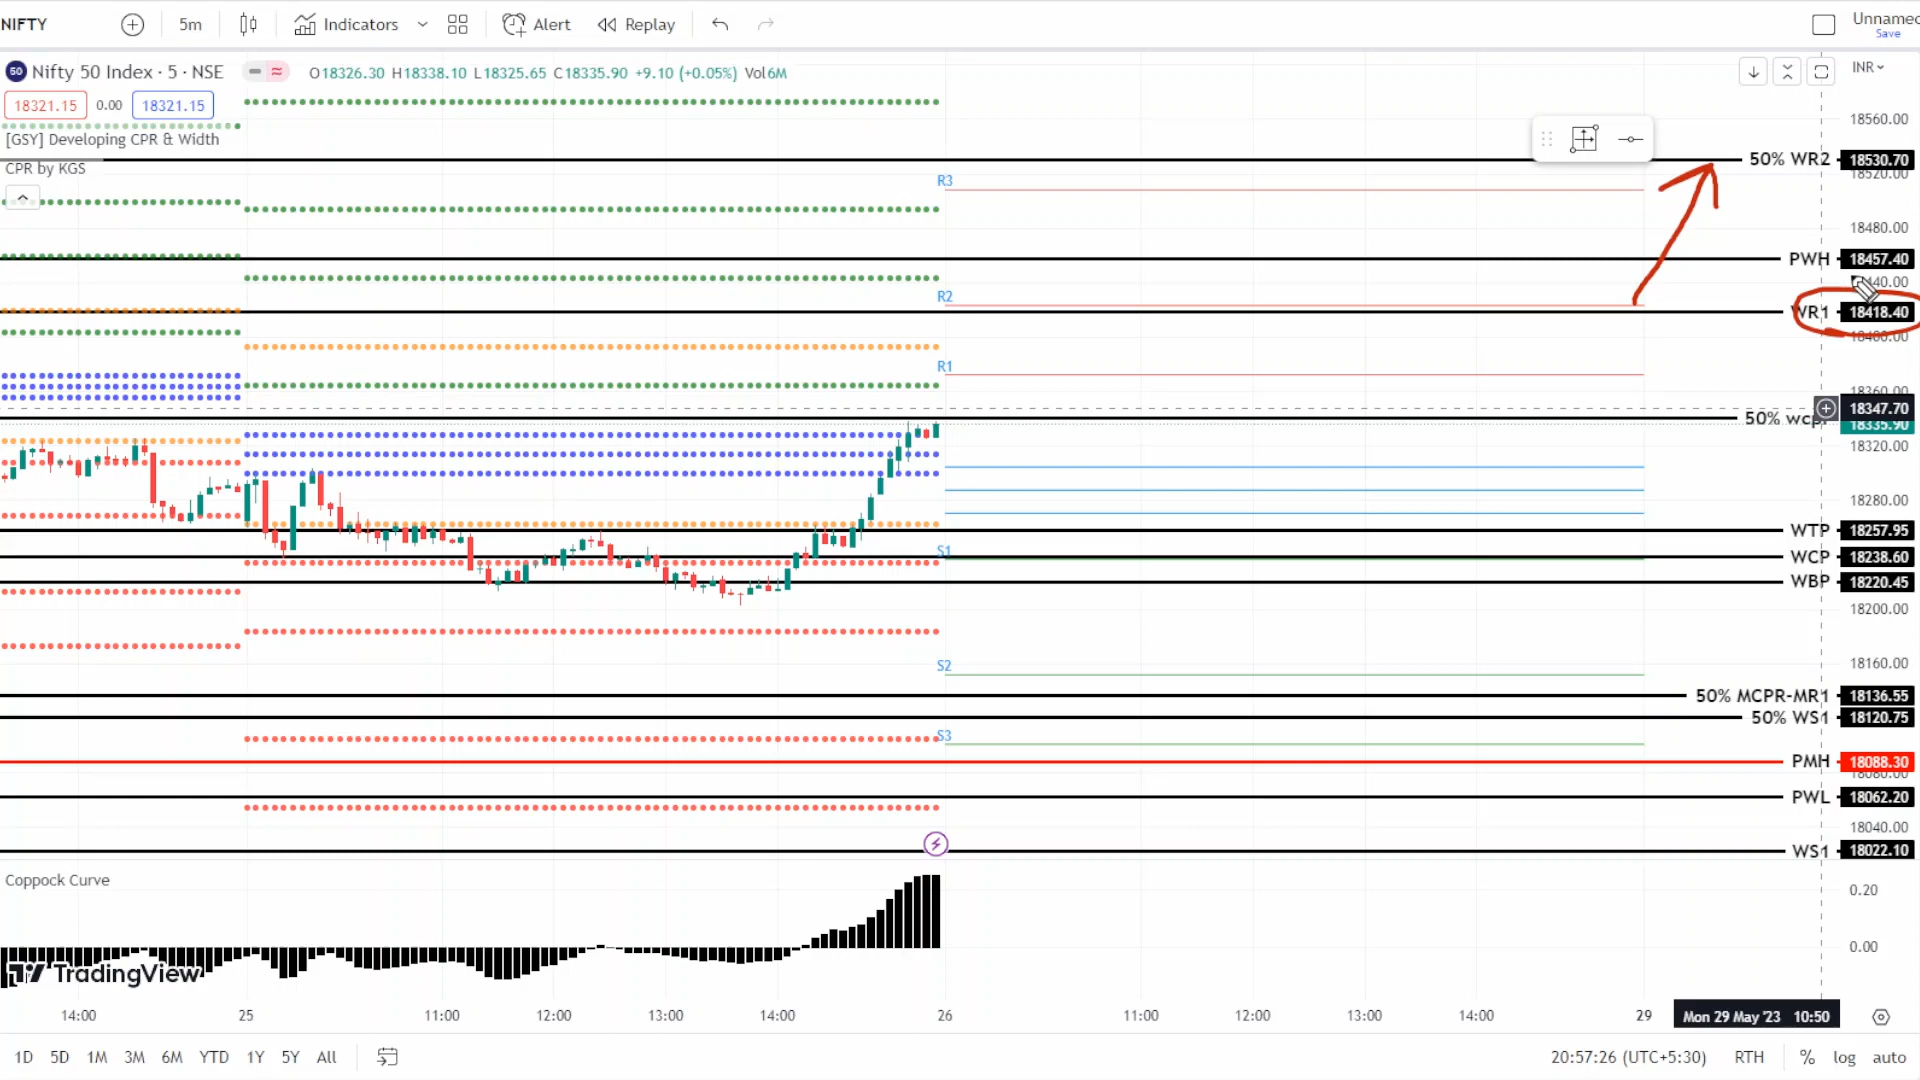 NIFTY 5m Indicators Alert Replay Unnamed
Save
50 Nifty 50 Index · 5 · NSE O18326.30 H18338.10 L18325.65 C18335.90 +9.10 (+0.05%) Vol6M INR
18321.15 0.00 18321.15
[GSY] Developing CPR & Width
CPR by KGS
18560.00
50% WR2 18530.70
18520.00
R3
18480.00
PWH 18457.40
R2
WR1 18418.40
18400.00
R1
18360.00
18347.70
50% wcpr
18335.90
18320.00
18280.00
WTP 18257.95
S1
WCP 18238.60
WBP 18220.45
18200.00
S2
18160.00
50% MCPR-MR1 18136.55
50% WS1 18120.75
S3
PMH 18088.30
18080.00
PWL 18062.20
18040.00
WS1 18022.10
Coppock Curve
0.20
0.00
TradingView
14:00 25 11:00 12:00 13:00 14:00 26 11:00 12:00 13:00 14:00 29 Mon 29 May '23 10:50
1D 5D 1M 3M 6M YTD 1Y 5Y All 20:57:26 (UTC+5:30) RTH % log auto